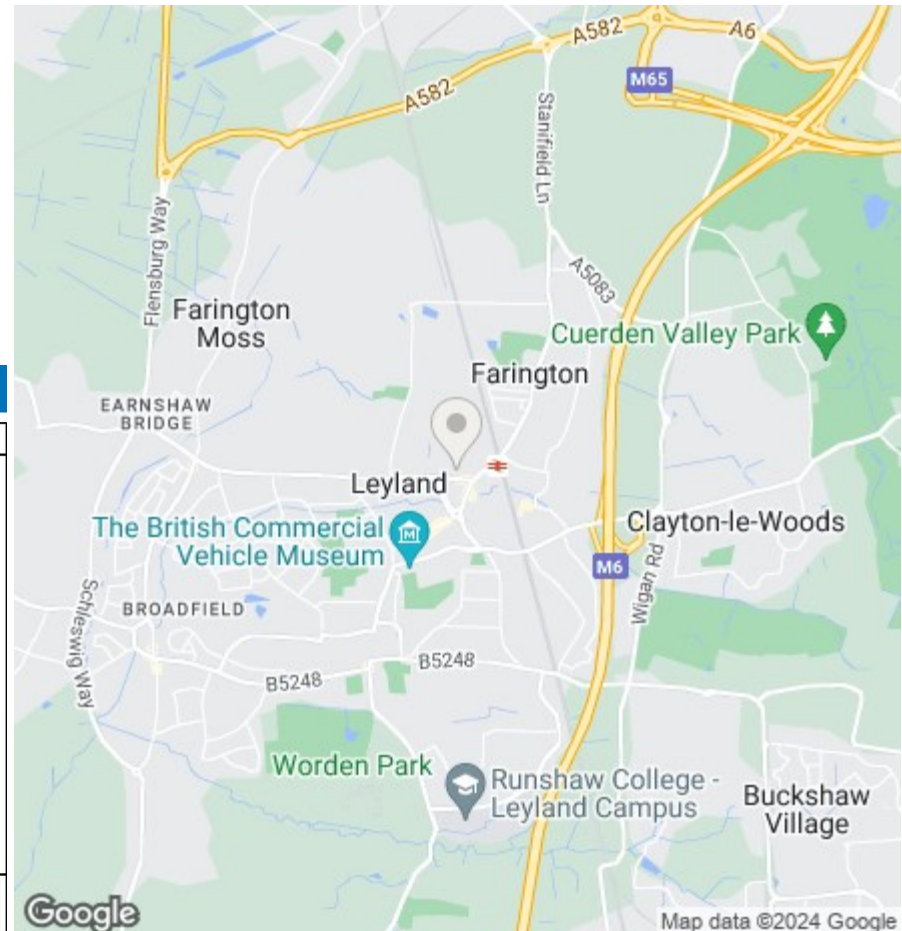 A582
A6
M65
A582
Stanifield Ln
Flensburg Way
A5083
Farington
Moss
Cuerden Valley Park
Farington
EARNSHAW
BRIDGE
Leyland
The British Commercial
Vehicle Museum
Clayton-le-Woods
M6
Wigan Rd
Schleswig Way
BROADFIELD
B5248
B5248
Worden Park
Runshaw College -
Leyland Campus
Buckshaw
Village
Google
Map data ©2024 Google